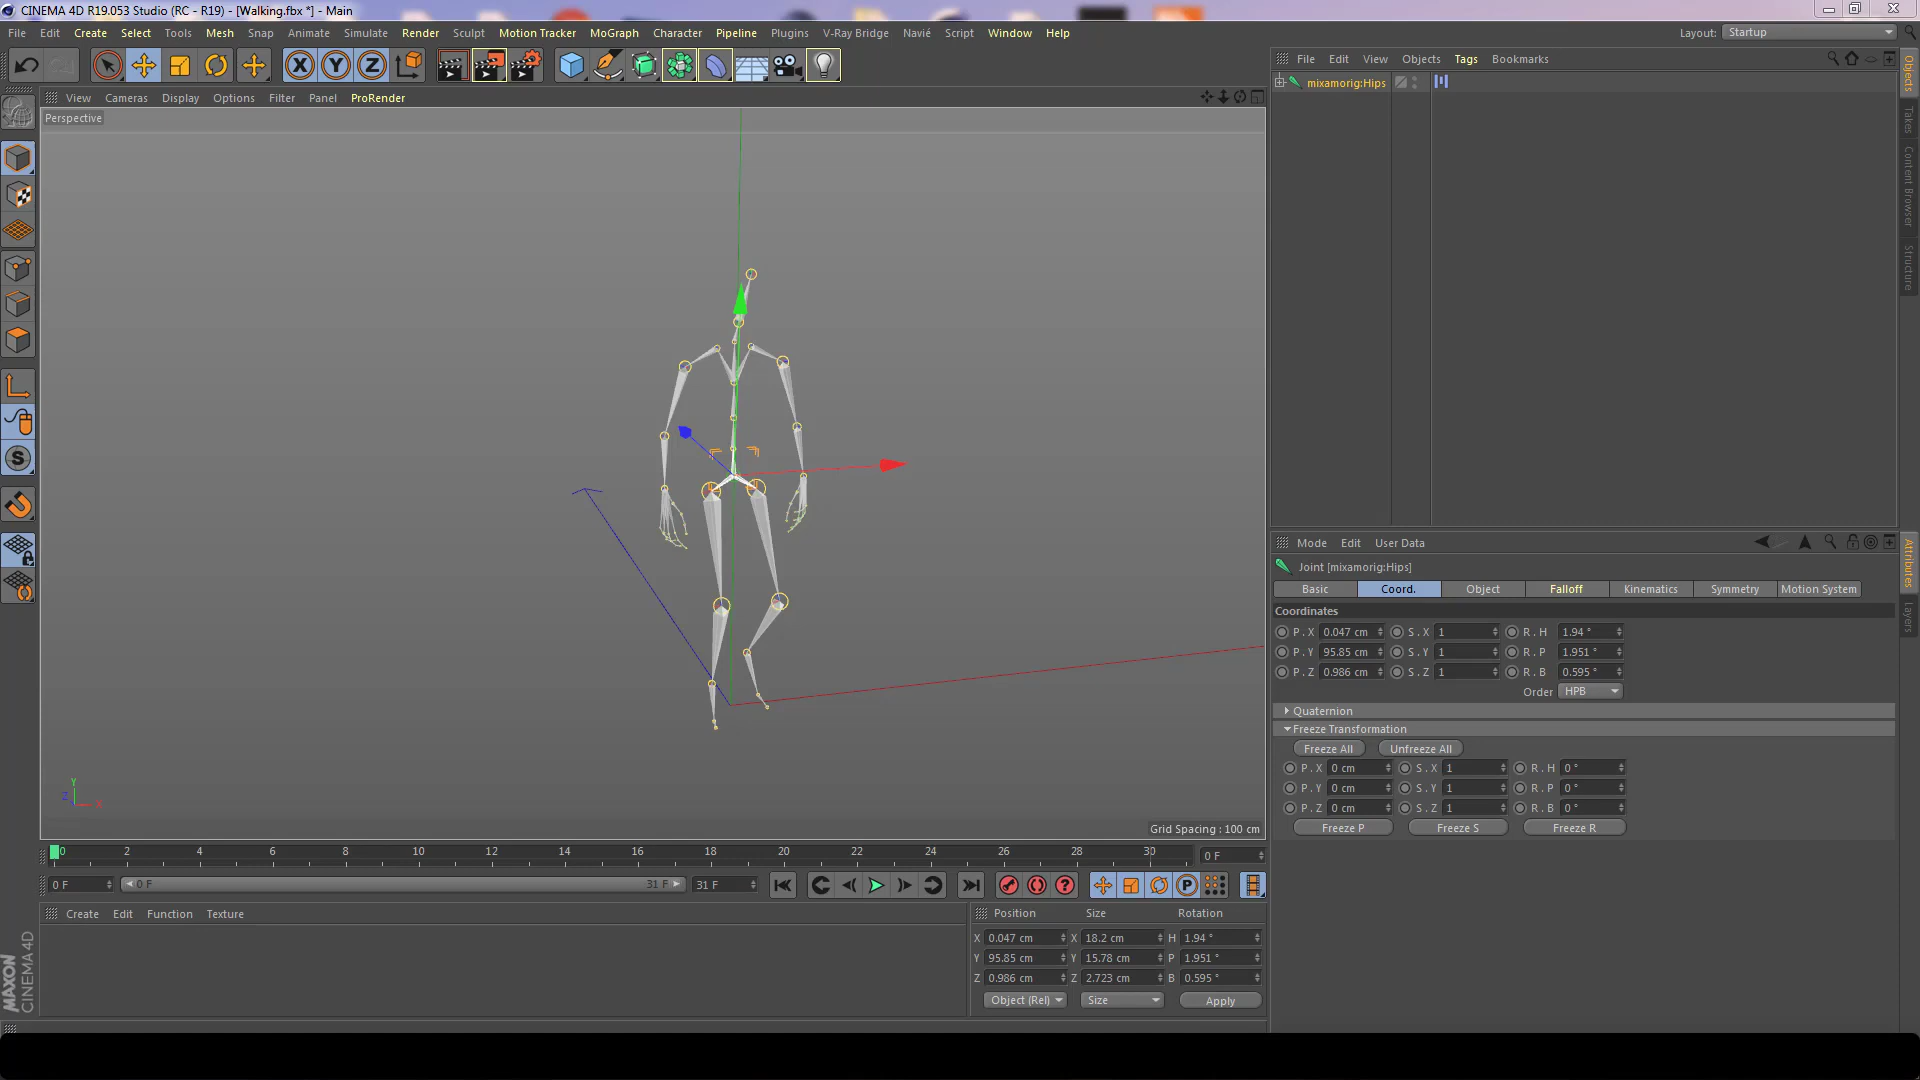 CINEMA 4D R19.053 Studio (RC - R19) - [Walking.fbx *] - Main
File Edit Create Select Tools Mesh Snap Animate Simulate Render Sculpt Motion Tracker MoGraph Character Pipeline Plugins V-Ray Bridge Navié Script Window Help Layout: Startup
File Edit View Objects Tags Bookmarks
mixamorig:Hips
View Cameras Display Options Filter Panel ProRender
Perspective
Objects
Takes
Content Browser
Structure
Mode Edit User Data
Joint [mixamorig:Hips]
Basic Coord. Object Falloff Kinematics Symmetry Motion System
Coordinates
P . X 0.047 cm S . X 1 R . H 1.94 °
P . Y 95.85 cm S . Y 1 R . P 1.951 °
P . Z 0.986 cm S . Z 1 R . B 0.595 °
Order HPB
Quaternion
Freeze Transformation
Freeze All Unfreeze All
P . X 0 cm S . X 1 R . H 0 °
P . Y 0 cm S . Y 1 R . P 0 °
P . Z 0 cm S . Z 1 R . B 0 °
Freeze P Freeze S Freeze R
Attributes
Layers
Y
Z X
Grid Spacing : 100 cm
0 2 4 6 8 10 12 14 16 18 20 22 24 26 28 30 0 F
0 F 0 F 31 F 31 F
Create Edit Function Texture
Position Size Rotation
X 0.047 cm X 18.2 cm H 1.94 °
Y 95.85 cm Y 15.78 cm P 1.951 °
Z 0.986 cm Z 2.723 cm B 0.595 °
Object (Rel) Size Apply
MAXON
CINEMA 4D